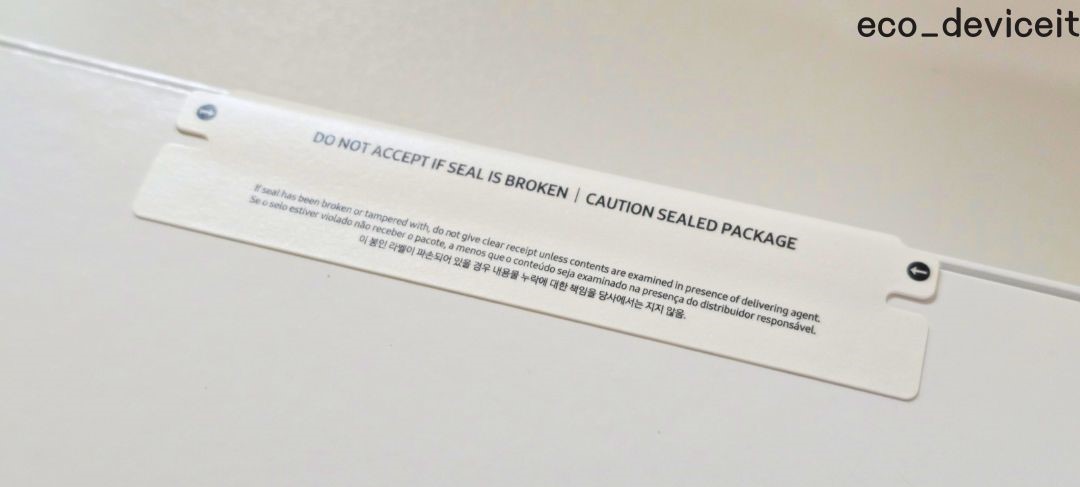 eco_deviceit
DO NOT ACCEPT IF SEAL IS BROKEN | CAUTION SEALED PACKAGE
If seal has been broken or tampered with, do not give clear receipt unless contents are examined in presence of delivering agent.
Se o selo estiver violado não receber o pacote, a menos que o conteúdo seja examinado na presença do distribuidor responsável.
이 봉인 라벨이 파손되어 있을 경우 내용물 누락에 대한 책임을 당사에서는 지지 않음.